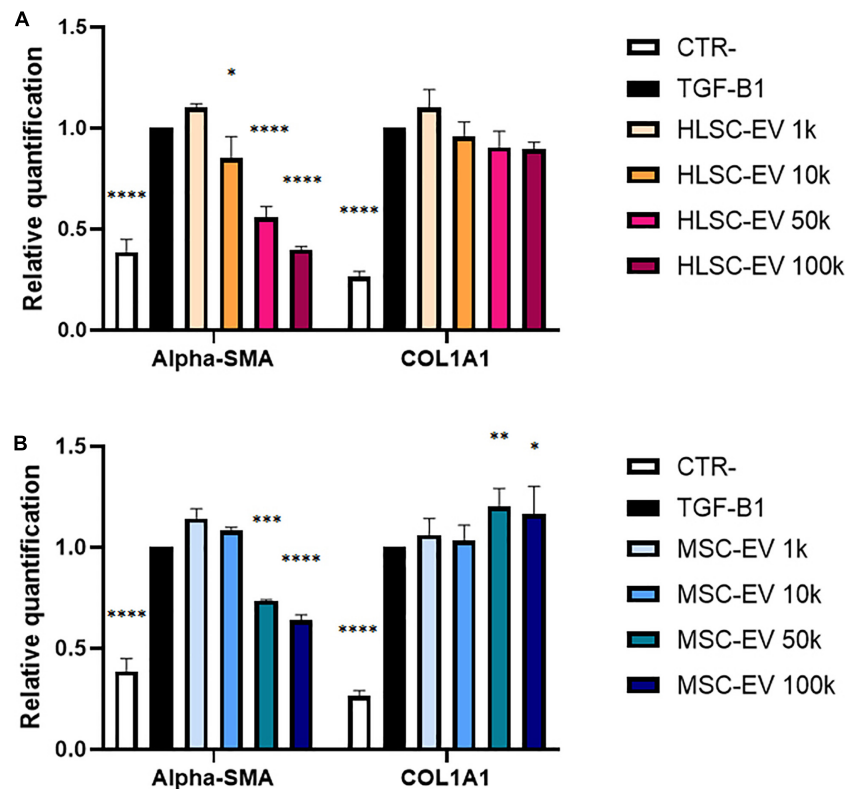 A
Relative quantification
1.5
1.0
0.5
0.0
****
*
****
****
****
Alpha-SMA
COL1A1
CTR-
TGF-B1
HLSC-EV 1k
HLSC-EV 10k
HLSC-EV 50k
HLSC-EV 100k
B
Relative quantification
1.5
1.0
0.5
0.0
****
***
****
****
**
*
Alpha-SMA
COL1A1
CTR-
TGF-B1
MSC-EV 1k
MSC-EV 10k
MSC-EV 50k
MSC-EV 100k